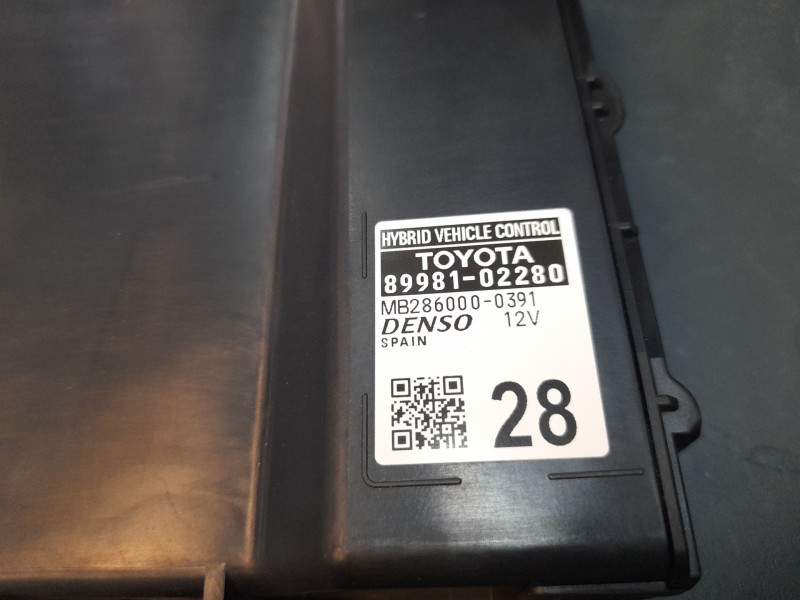 HYBRID VEHICLE CONTROL
TOYOTA
89981-02280
MB286000-0391
DENSO 12V
SPAIN
28